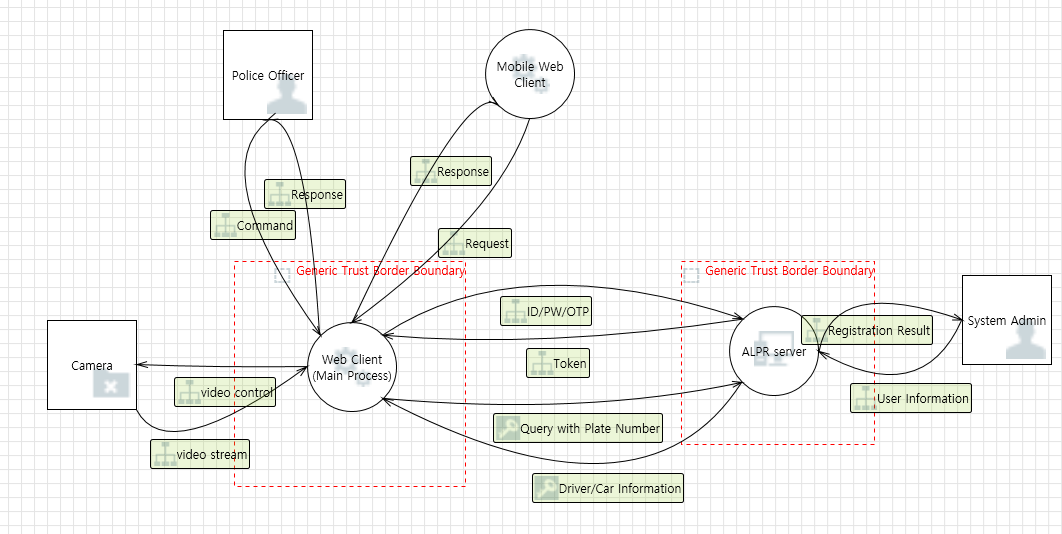 Police Officer
Mobile Web
Client
Response
Response
Command
Request
Generic Trust Border Boundary
Generic Trust Border Boundary
ID/PW/OTP
System Admin
Registration Result
Web Client
(Main Process)
ALPR server
Camera
Token
video control
User Information
Query with Plate Number
video stream
Driver/Car Information